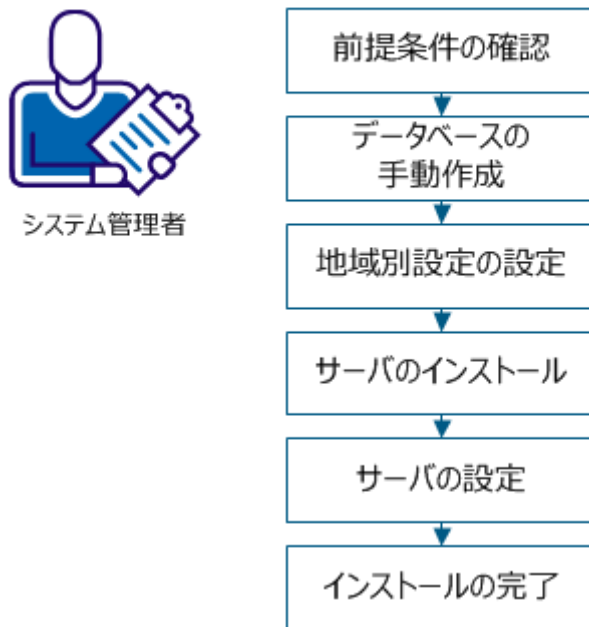 システム管理者
前提条件の確認
データベースの
手動作成
地域別設定の設定
サーバのインストール
サーバの設定
インストールの完了